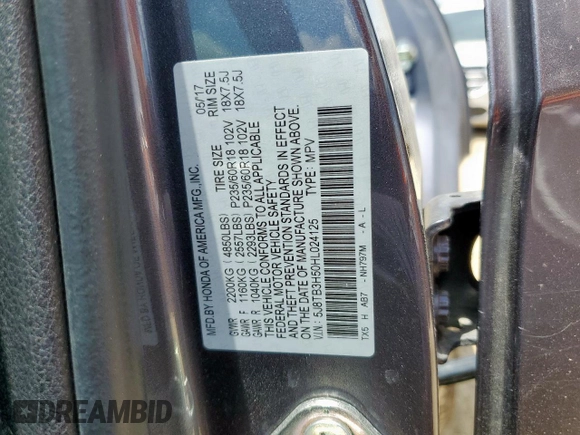 MFD.BY HONDA OF AMERICA MFG.,INC. 05/17
TIRE SIZE RIM SIZE
GVWR 2200KG (4850LBS)
GAWR F 1160KG (2557LBS) P235/60R18 102V 18X7.5J
GAWR R 1040KG (2293LBS) P235/60R18 102V 18X7.5J
THIS VEHICLE CONFORMS TO ALL APPLICABLE
FEDERAL MOTOR VEHICLE SAFETY
AND THEFT PREVENTION STANDARDS IN EFFECT
ON THE DATE OF MANUFACTURE SHOWN ABOVE.
V.I.N.: 5J8TB3H50HL024125 TYPE: MPV
TX5 H AB7 - NH797M - A - L
DREAMBID